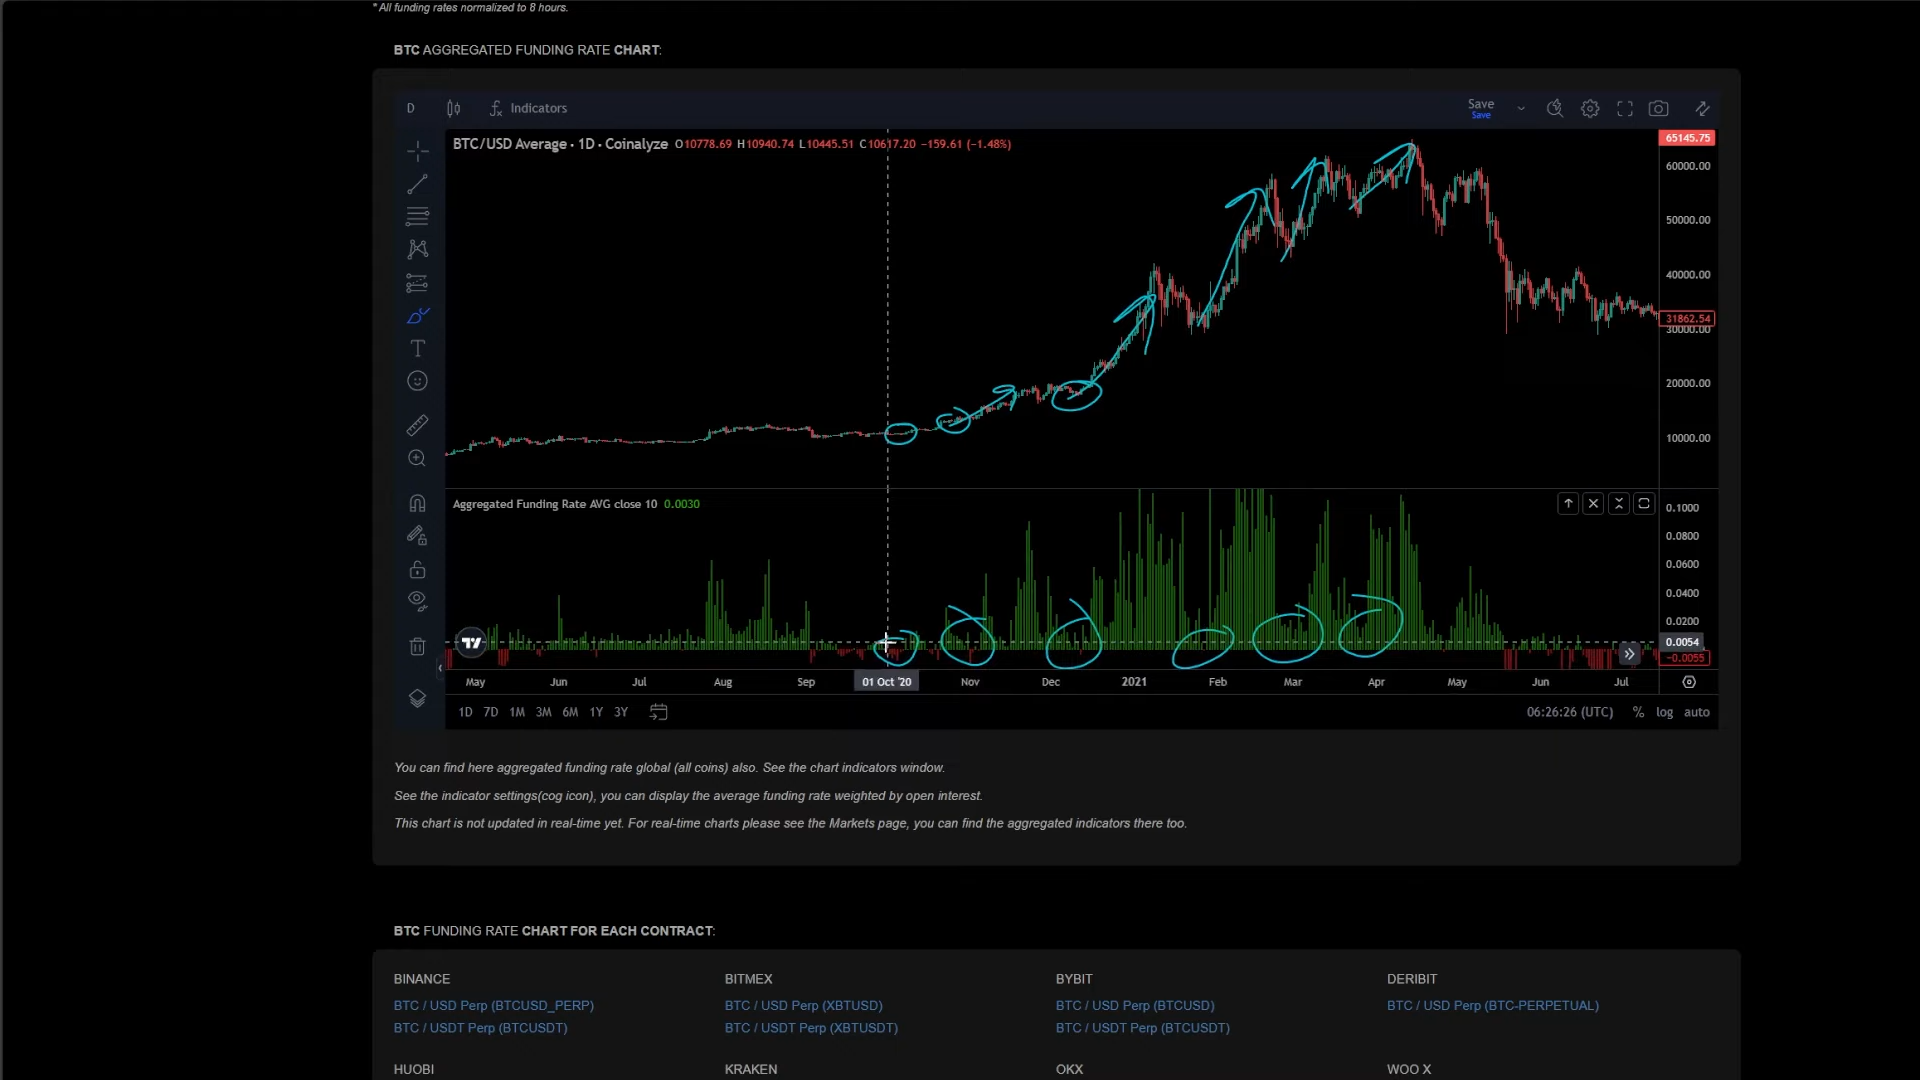 * All funding rates normalized to 8 hours.
BTC AGGREGATED FUNDING RATE CHART:
D
Indicators
Save
Save
BTC/USD Average · 1D · Coinalyze O10778.69 H10940.74 L10445.51 C10617.20 −159.61 (−1.48%)
65145.75
60000.00
50000.00
40000.00
31862.54
30000.00
20000.00
10000.00
Aggregated Funding Rate AVG close 10 0.0030
0.1000
0.0800
0.0600
0.0400
0.0200
0.0054
−0.0055
May Jun Jul Aug Sep 01 Oct '20 Nov Dec 2021 Feb Mar Apr May Jun Jul
1D 7D 1M 3M 6M 1Y 3Y
06:26:26 (UTC) % log auto
You can find here aggregated funding rate global (all coins) also. See the chart indicators window.
See the indicator settings(cog icon), you can display the average funding rate weighted by open interest.
This chart is not updated in real-time yet. For real-time charts please see the Markets page, you can find the aggregated indicators there too.
BTC FUNDING RATE CHART FOR EACH CONTRACT:
BINANCE BITMEX BYBIT DERIBIT
BTC / USD Perp (BTCUSD_PERP) BTC / USD Perp (XBTUSD) BTC / USD Perp (BTCUSD) BTC / USD Perp (BTC-PERPETUAL)
BTC / USDT Perp (BTCUSDT) BTC / USDT Perp (XBTUSDT) BTC / USDT Perp (BTCUSDT)
HUOBI KRAKEN OKX WOO X